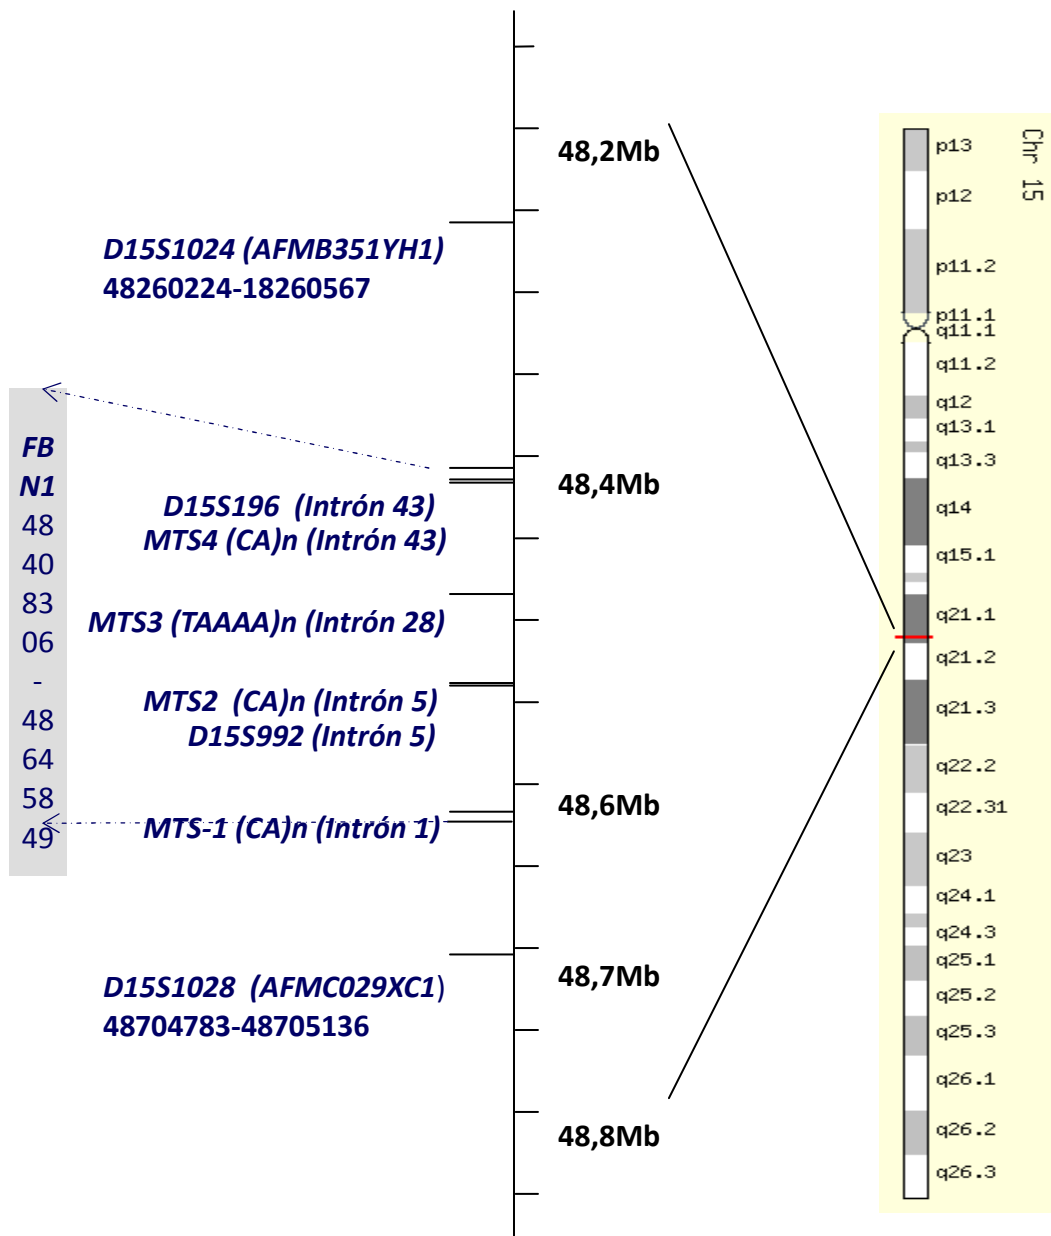 48,2Mb
D15S1024 (AFMB351YH1)
48260224-18260567
FB
N1
48
40
83
06
-
48
64
58
49
48,4Mb
D15S196 (Intrón 43)
MTS4 (CA)n (Intrón 43)
MTS3 (TAAAA)n (Intrón 28)
MTS2 (CA)n (Intrón 5)
D15S992 (Intrón 5)
48,6Mb
MTS-1 (CA)n (Intrón 1)
48,7Mb
D15S1028 (AFMC029XC1)
48704783-48705136
48,8Mb
Chr 15
p13
p12
p11.2
p11.1
q11.1
q11.2
q12
q13.1
q13.3
q14
q15.1
q21.1
q21.2
q21.3
q22.2
q22.31
q23
q24.1
q24.3
q25.1
q25.2
q25.3
q26.1
q26.2
q26.3